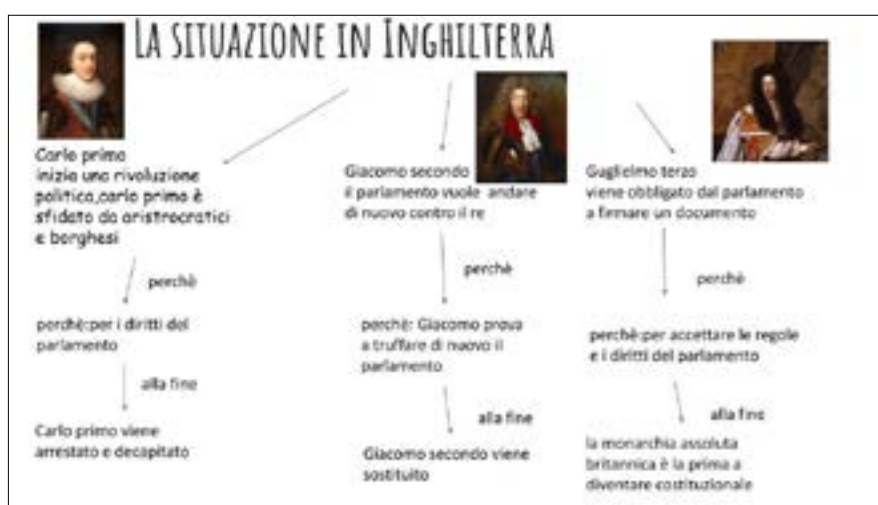 LA SITUAZIONE IN INGHILTERRA
Carlo primo
inizia una rivoluzione
politica,carlo primo è
sfidato da aristrocratici
e borghesi
perchè
perchè:per i diritti del
parlamento
alla fine
Carlo primo viene
arrestato e decapitato
Giacomo secondo
il parlamento vuole andare
di nuovo contro il re
perchè
perchè: Giacomo prova
a truffare di nuovo il
parlamento
alla fine
Giacomo secondo viene
sostituito
Guglielmo terzo
viene obbligato dal parlamento
a firmare un documento
perchè
perchè:per accettare le regole
e i diritti del parlamento
alla fine
la monarchia assoluta
britannica è la prima a
diventare costituzionale